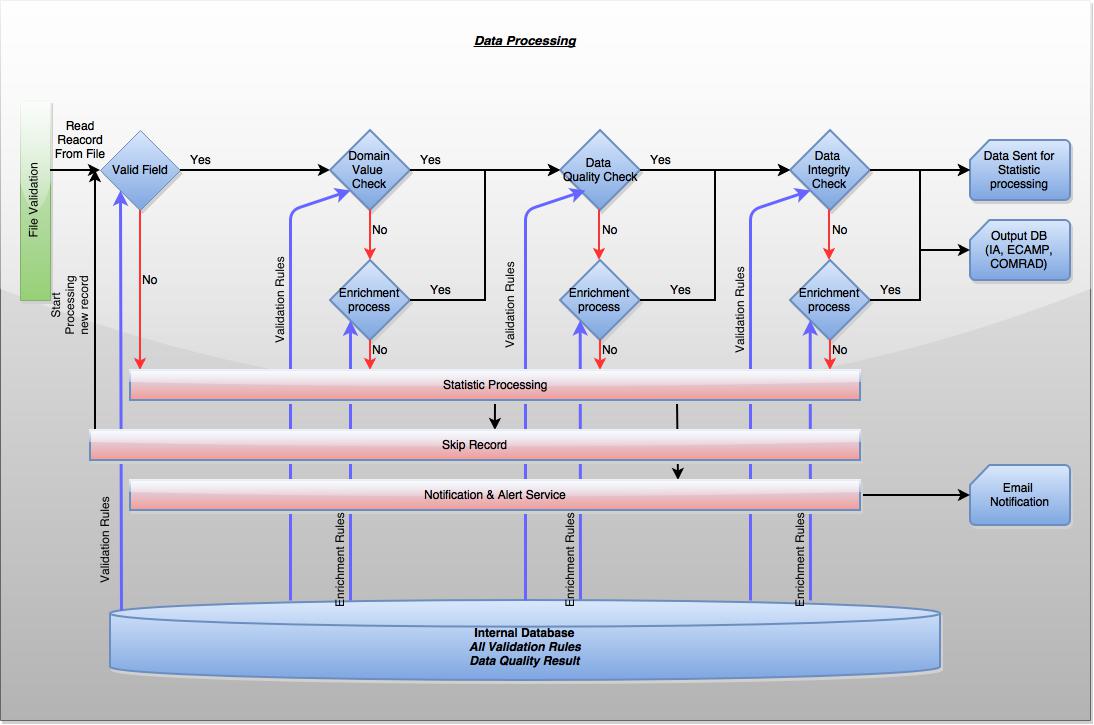 Data Processing
Read
Reacord
From File
File Validation
Valid Field
Yes
Domain
Value
Check
Yes
Data
Quality Check
Yes
Data
Integrity
Check
Data Sent for
Statistic
processing
Output DB
(IA, ECAMP,
COMRAD)
No
No
No
No
Start
Processing
new record
Validation Rules
Enrichment
process
Yes
Validation Rules
Enrichment
process
Yes
Validation Rules
Enrichment
process
Yes
No
No
No
Statistic Processing
Skip Record
Notification & Alert Service
Email
Notification
Validation Rules
Enrichment Rules
Enrichment Rules
Enrichment Rules
Internal Database
All Validation Rules
Data Quality Result